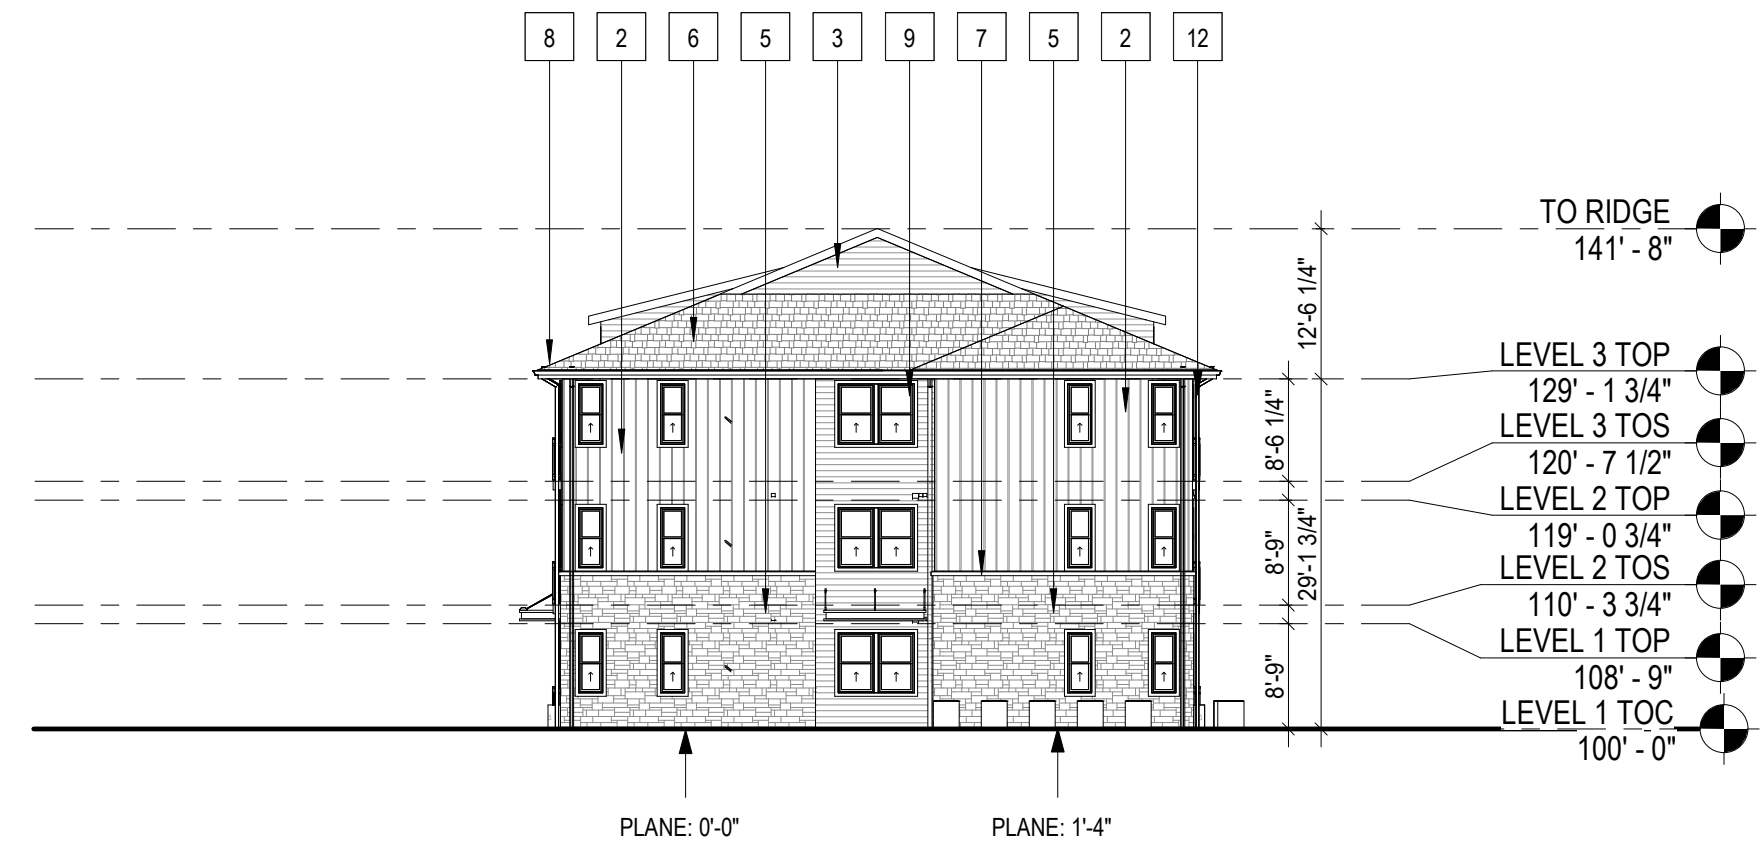 8 2 6 5 3 9 7 5 2 12
TO RIDGE
141' - 8"
12'-6 1/4"
LEVEL 3 TOP
129' - 1 3/4"
8'-6 1/4"
LEVEL 3 TOS
120' - 7 1/2"
LEVEL 2 TOP
119' - 0 3/4"
8'-9"
29'-1 3/4"
LEVEL 2 TOS
110' - 3 3/4"
LEVEL 1 TOP
108' - 9"
8'-9"
LEVEL 1 TOC
100' - 0"
PLANE: 0'-0"
PLANE: 1'-4"